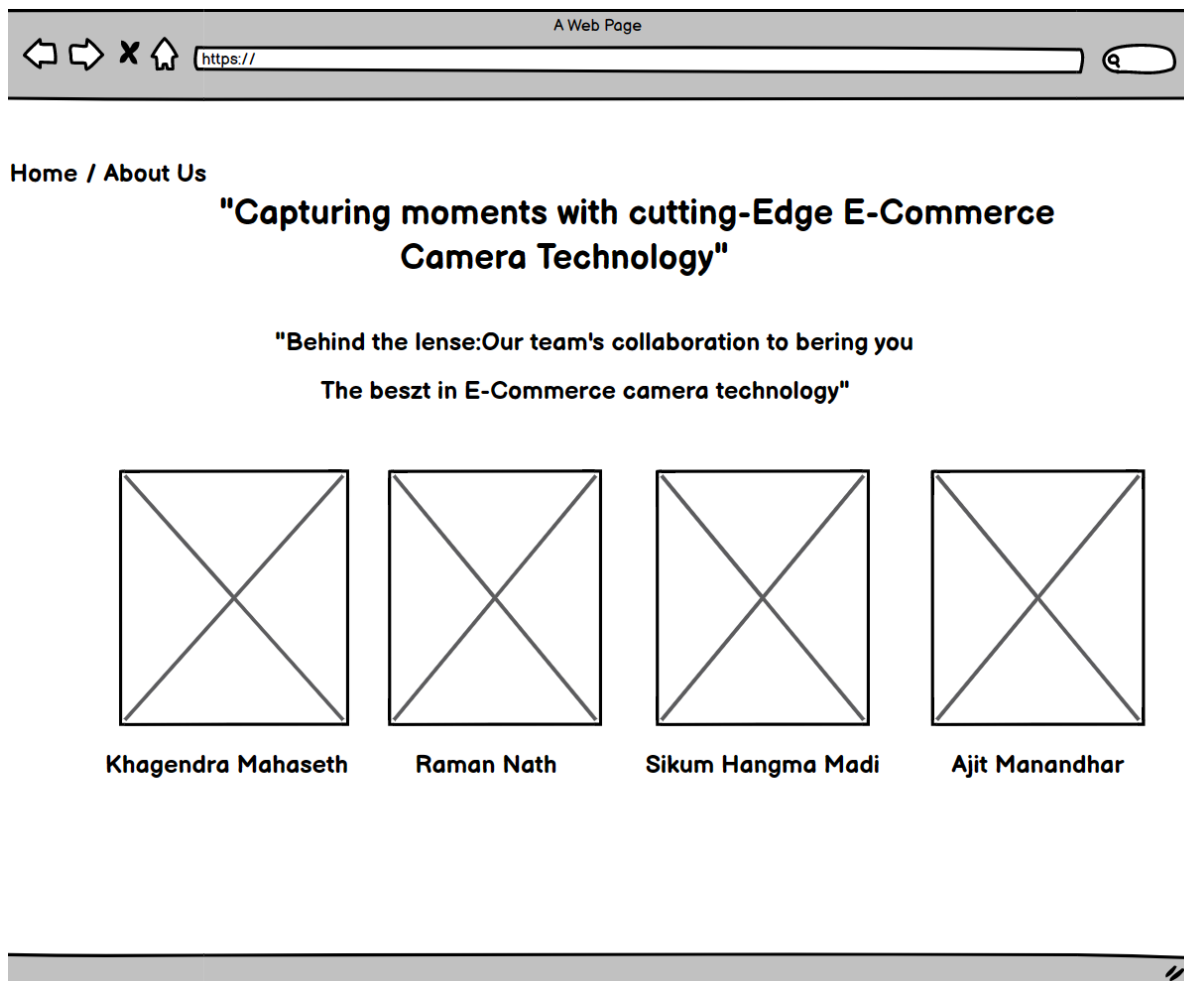 A Web Page
https://
Home / About Us
"Capturing moments with cutting-Edge E-Commerce
Camera Technology"
"Behind the lense:Our team's collaboration to bering you
The beszt in E-Commerce camera technology"
Khagendra Mahaseth
Raman Nath
Sikum Hangma Madi
Ajit Manandhar